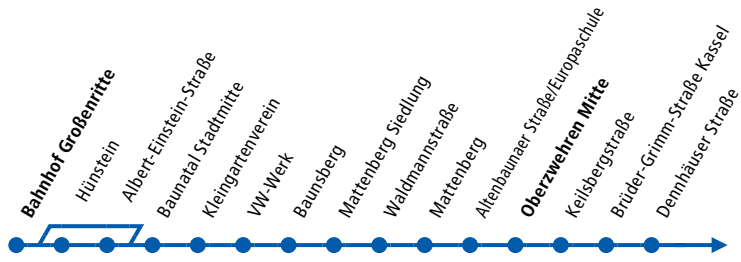 Bahnhof Großenritte
Hünstein
Albert-Einstein-Straße
Baunatal Stadtmitte
Kleingartenverein
VW-Werk
Baunsberg
Mattenberg Siedlung
Waldmannstraße
Mattenberg
Altenbaunaer Straße/Europaschule
Oberzwehren Mitte
Keilsbergstraße
Brüder-Grimm-Straße Kassel
Dennhäuser Straße